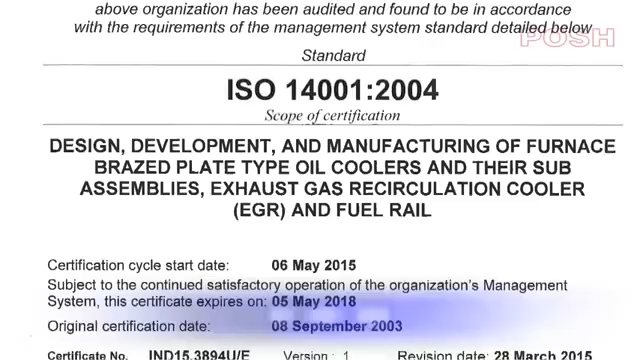 above organization has been audited and found to be in accordance
with the requirements of the management system standard detailed below
POSH
Standard
ISO 14001:2004
Scope of certification
DESIGN, DEVELOPMENT, AND MANUFACTURING OF FURNACE
BRAZED PLATE TYPE OIL COOLERS AND THEIR SUB
ASSEMBLIES, EXHAUST GAS RECIRCULATION COOLER
(EGR) AND FUEL RAIL
Certification cycle start date: 06 May 2015
Subject to the continued satisfactory operation of the organization's Management
System, this certificate expires on: 05 May 2018
Original certification date: 08 September 2003
Certificate No. IND15.3894U/E Version : 1 Revision date: 28 March 2015